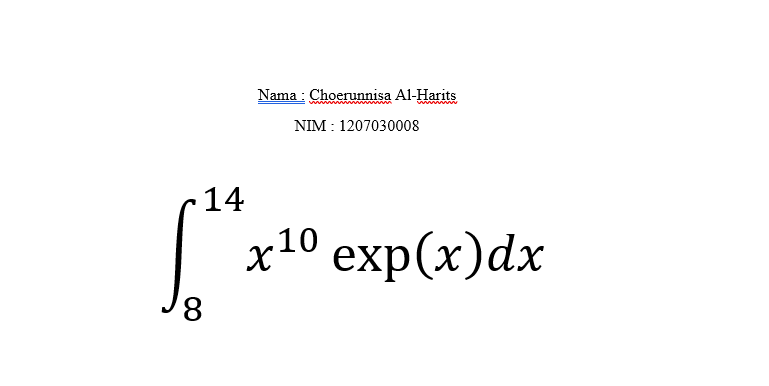 Nama : Choerunnisa Al-Harits
NIM : 1207030008
∫₈¹⁴ x¹⁰ exp(x)dx